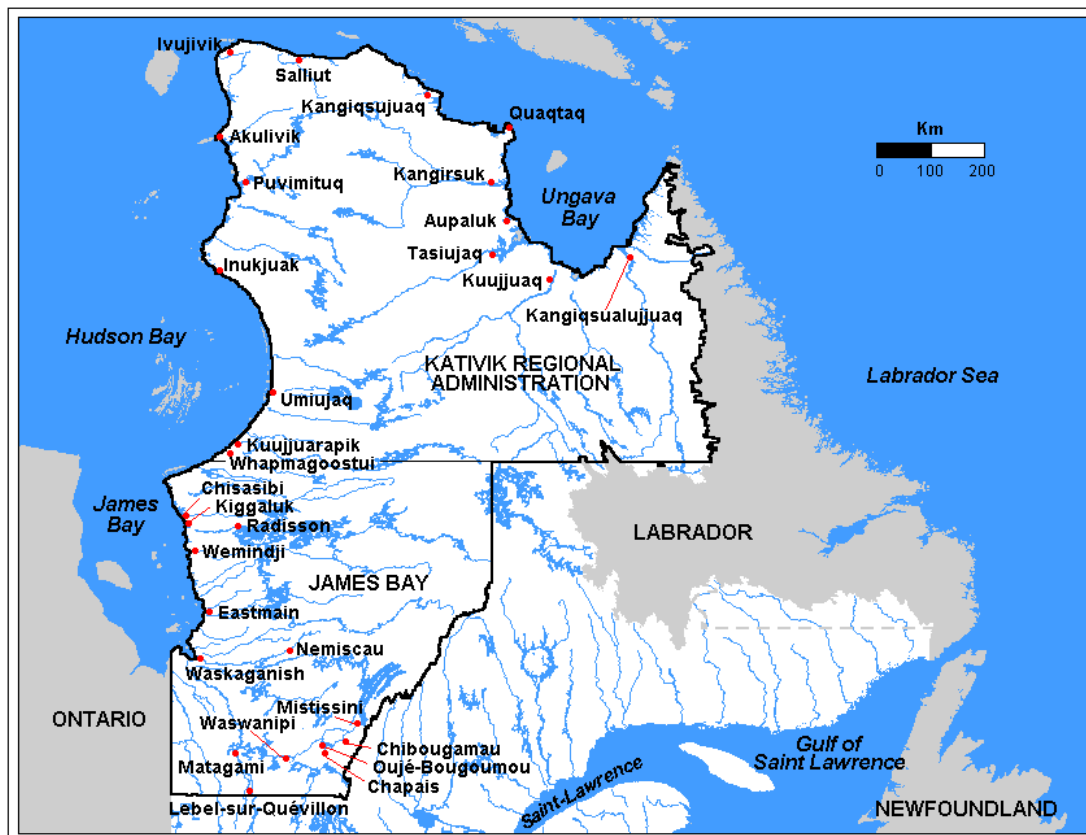 Ivujivik
Salliut
Kangiqsujuaq
Quaqtaq
Km
0 100 200
Akulivik
Puvimituq
Kangirsuk
Ungava
Bay
Aupaluk
Tasiujaq
Inukjuak
Kuujjuaq
Kangiqsualujjuaq
Hudson Bay
KATIVIK REGIONAL
ADMINISTRATION
Labrador Sea
Umiujaq
Kuujjuarapik
Whapmagoostui
Chisasibi
Kiggaluk
James
Bay
Radisson
LABRADOR
Wemindji
JAMES BAY
Eastmain
Nemiscau
Waskaganish
Mistissini
ONTARIO
Waswanipi
Chibougamau
Matagami
Oujé-Bougoumou
Chapais
Gulf of
Saint Lawrence
Saint-Lawrence
Lebel-sur-Quévillon
NEWFOUNDLAND